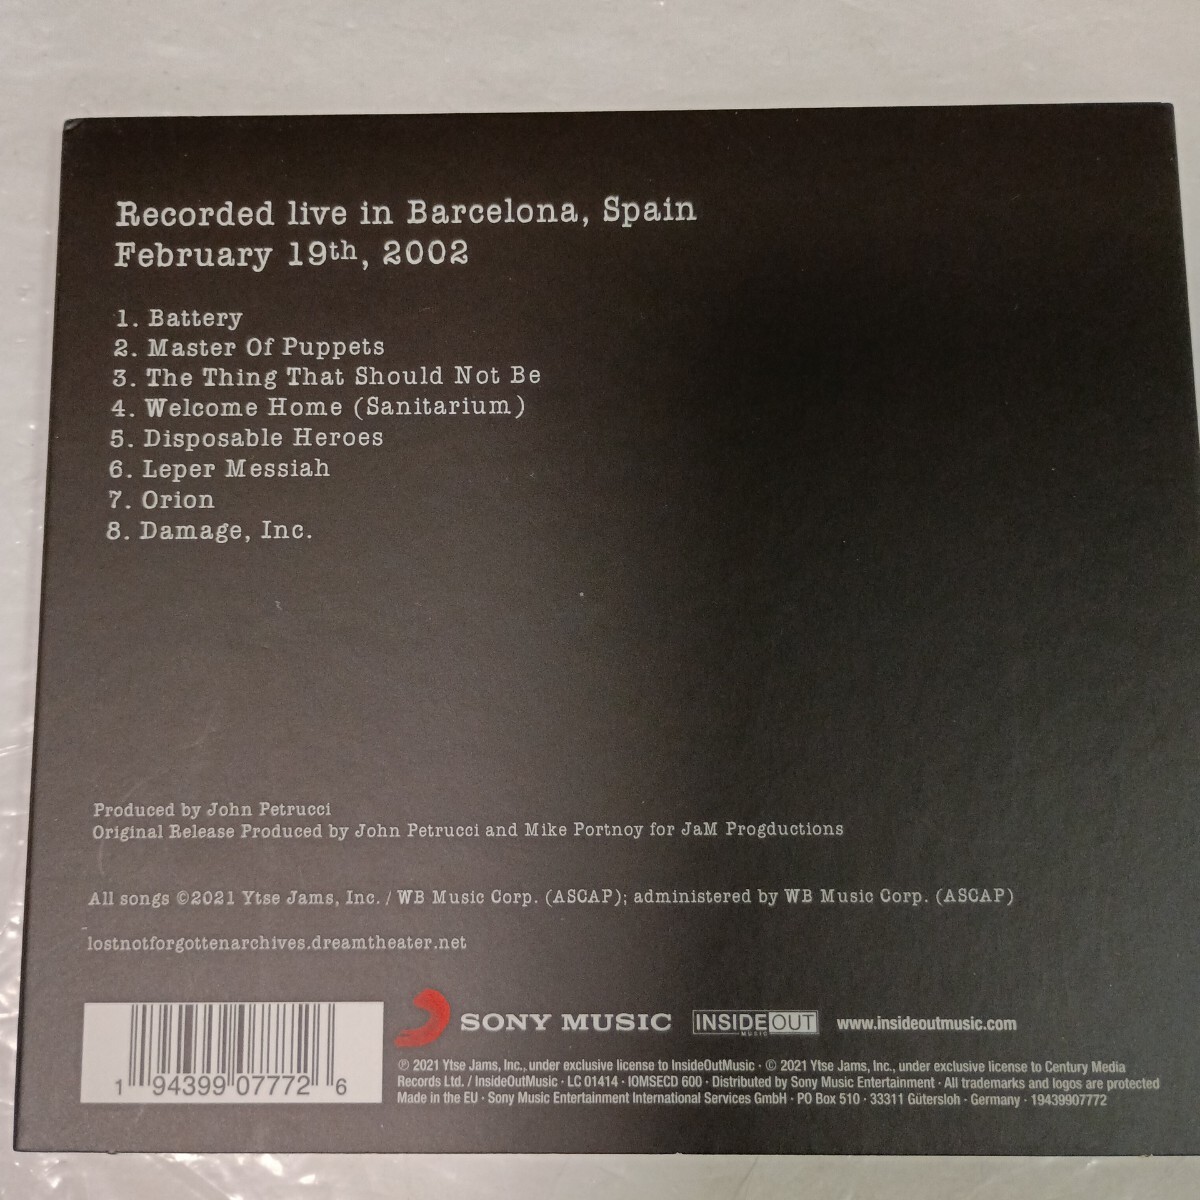 Recorded live in Barcelona, Spain
February 19th, 2002
1. Battery
2. Master Of Puppets
3. The Thing That Should Not Be
4. Welcome Home (Sanitarium)
5. Disposable Heroes
6. Leper Messiah
7. Orion
8. Damage, Inc.
Produced by John Petrucci
Original Release Produced by John Petrucci and Mike Portnoy for JaM Progductions
All songs ©2021 Ytse Jams, Inc. / WB Music Corp. (ASCAP); administered by WB Music Corp. (ASCAP)
lostnotforgottenarchives.dreamtheater.net
1 94399 07772 6
SONY MUSIC
INSIDEOUT
MUSIC
www.insideoutmusic.com
℗ 2021 Ytse Jams, Inc., under exclusive license to InsideOutMusic · © 2021 Ytse Jams, Inc., under exclusive license to Century Media
Records Ltd. / InsideOutMusic · LC 01414 · IOMSECD 600 · Distributed by Sony Music Entertainment · All trademarks and logos are protected
Made in the EU · Sony Music Entertainment International Services GmbH · PO Box 510 · 33311 Gütersloh · Germany · 19439907772